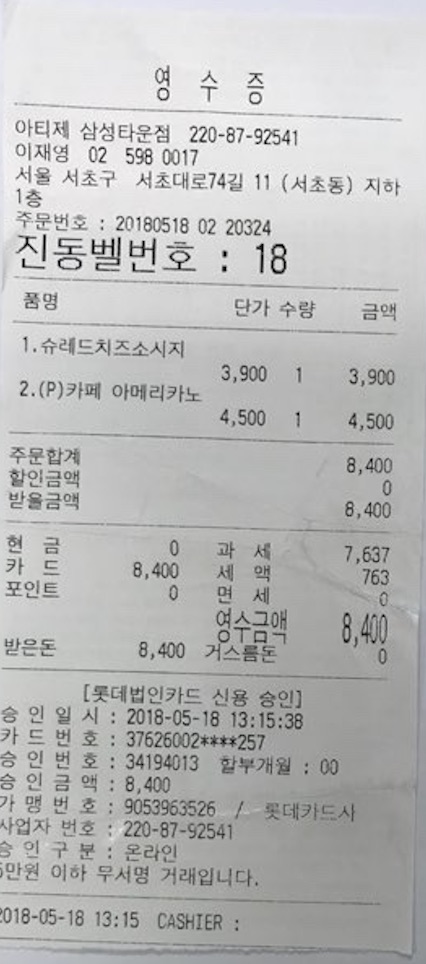 영 수 증
아티제 삼성타운점 220-87-92541
이재영 02 598 0017
서울 서초구 서초대로74길 11 (서초동) 지하
1층
주문번호 : 20180518 02 20324
진동벨번호 : 18
품명 단가 수량 금액
1.슈레드치즈소시지
3,900 1 3,900
2.(P)카페 아메리카노
4,500 1 4,500
주문합계 8,400
할인금액 0
받을금액 8,400
현 금 0 과 세 7,637
카 드 8,400 세 액 763
포인트 0 면 세 0
영수금액 8,400
받은돈 8,400 거스름돈 0
[롯데법인카드 신용 승인]
승 인 일 시 : 2018-05-18 13:15:38
카 드 번 호 : 37626002****257
승 인 번 호 : 34194013 할부개월 : 00
승 인 금 액 : 8,400
가 맹 번 호 : 9053963526 / 롯데카드사
사업자 번호 : 220-87-92541
승 인 구 분 : 온라인
5만원 이하 무서명 거래입니다.
2018-05-18 13:15 CASHIER :